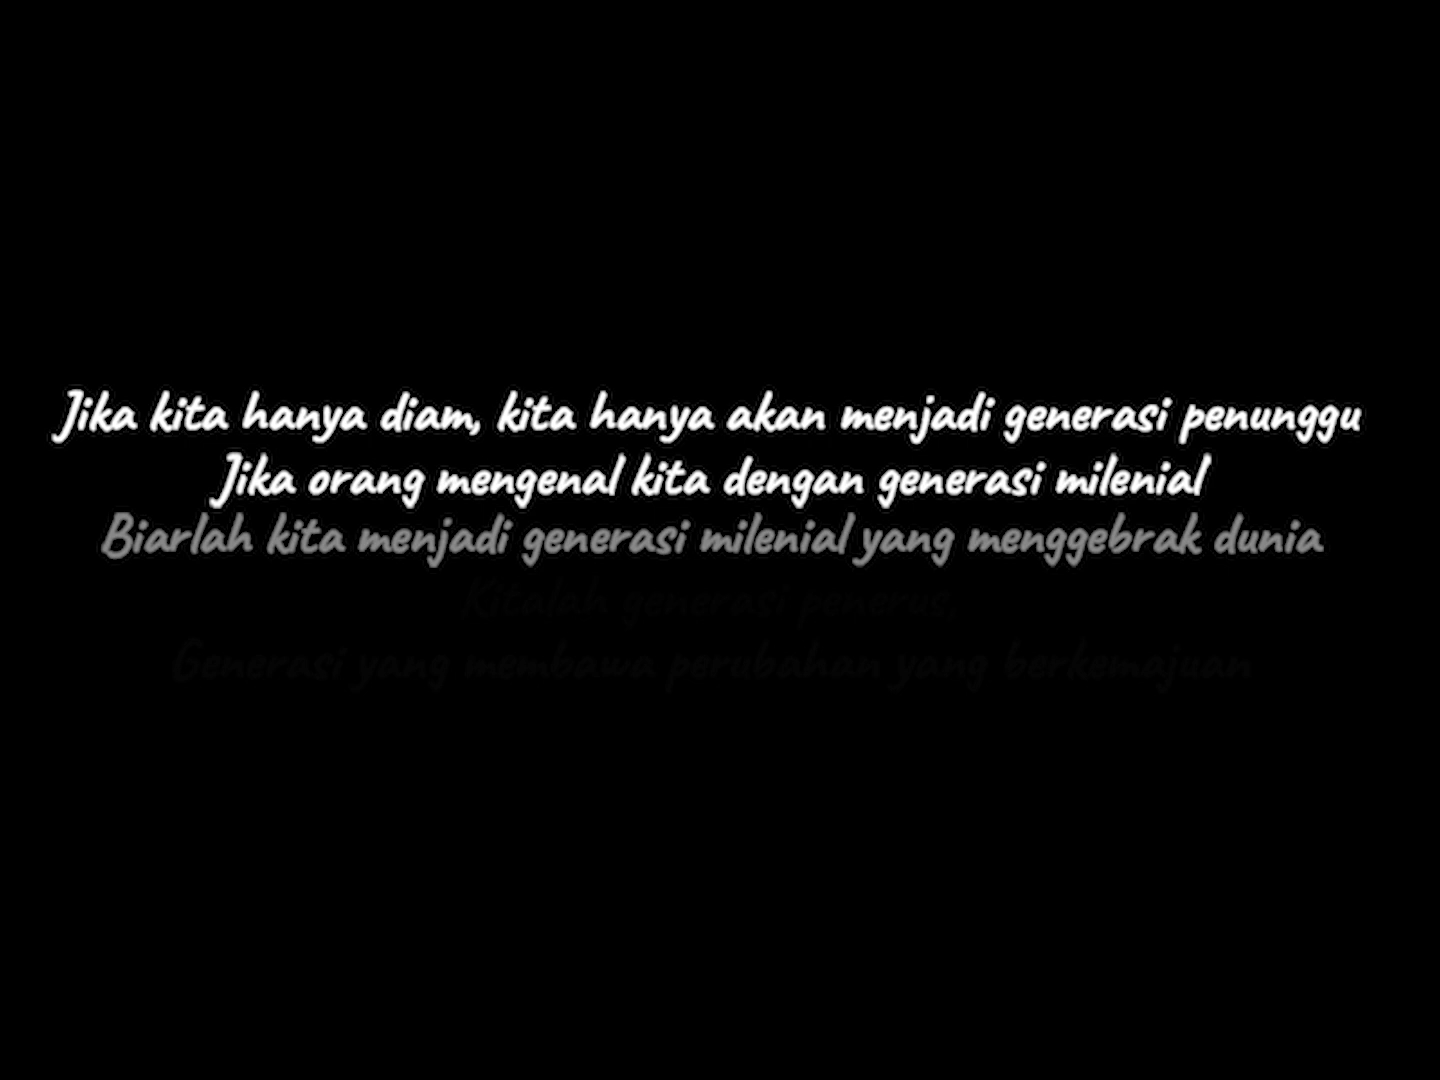 Jika kita hanya diam, kita hanya akan menjadi generasi penunggu
Jika orang mengenal kita dengan generasi milenial
Biarlah kita menjadi generasi milenial yang menggebrak dunia
Kitalah generasi penerus,
Generasi yang membawa perubahan yang berkemajuan